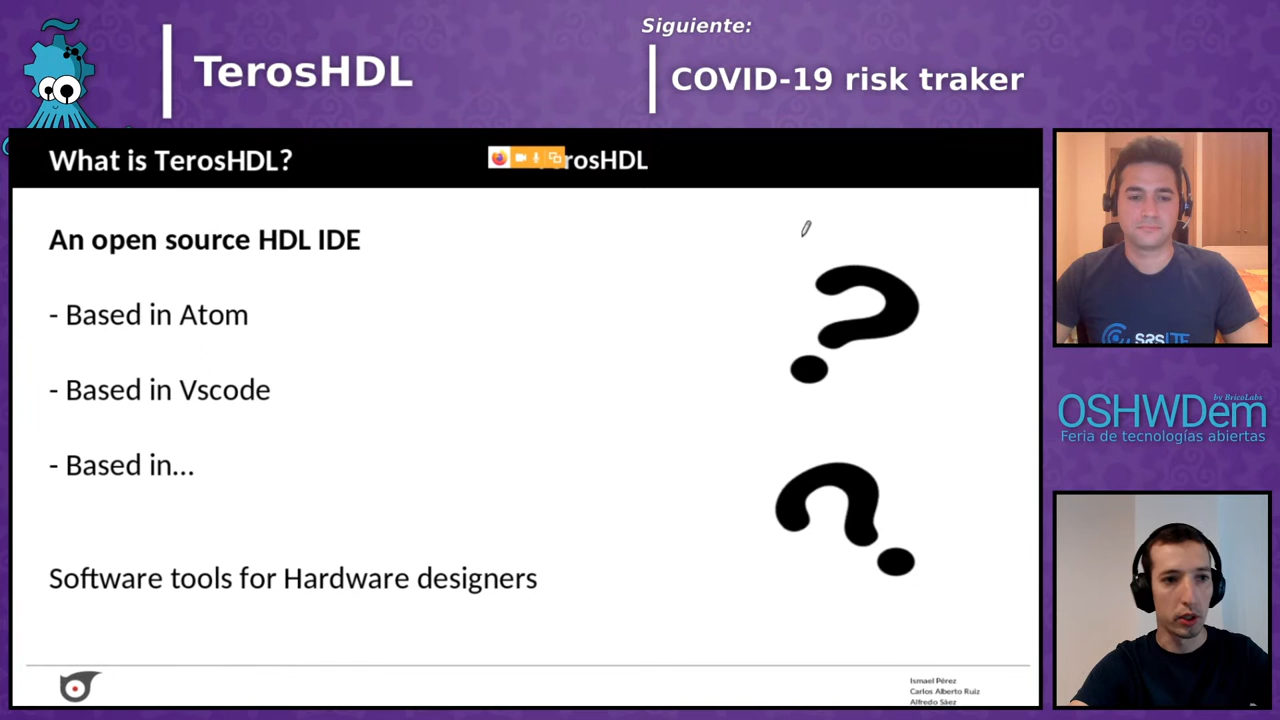 TerosHDL
Siguiente:
COVID-19 risk traker
What is TerosHDL?
rosHDL
An open source HDL IDE
- Based in Atom
- Based in Vscode
- Based in...
Software tools for Hardware designers
Ismael Pérez
Carlos Alberto Ruiz
Alfredo Sáez
srsLTE
by BricoLabs
OSHWDem
Feria de tecnologías abiertas